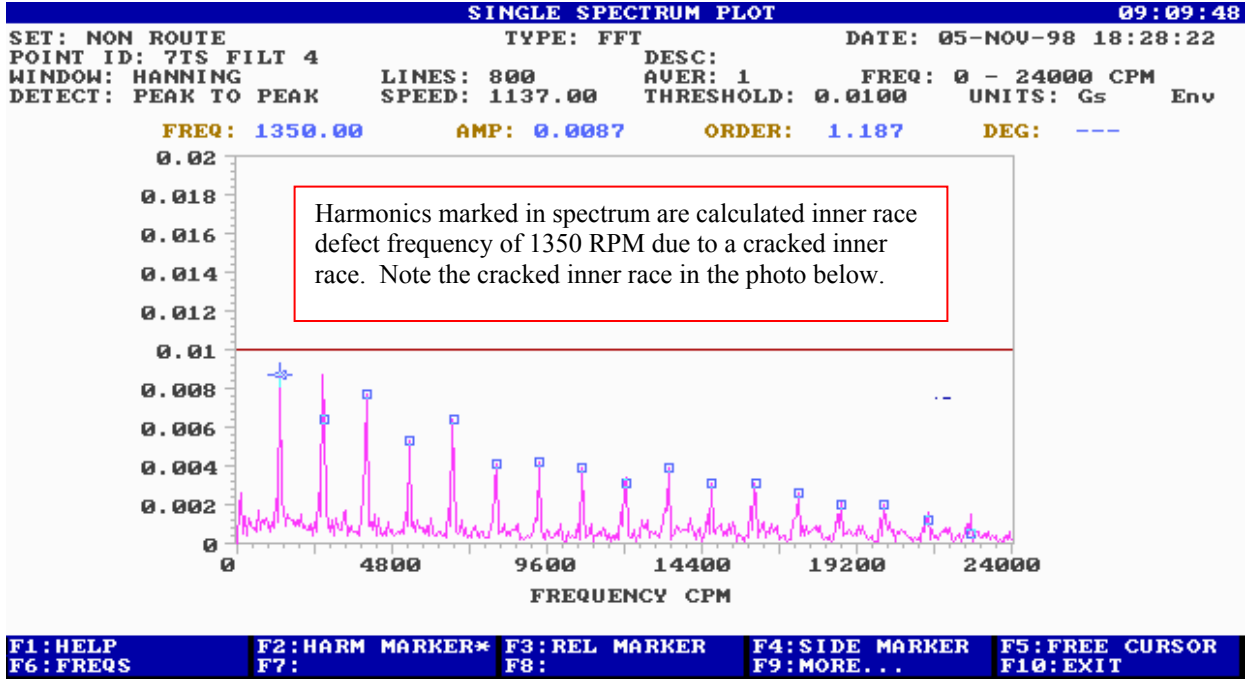 SINGLE SPECTRUM PLOT 09:09:48
SET: NON ROUTE TYPE: FFT DATE: 05-NOV-98 18:28:22
POINT ID: 7TS FILT 4 DESC:
WINDOW: HANNING LINES: 800 AVER: 1 FREQ: 0 - 24000 CPM
DETECT: PEAK TO PEAK SPEED: 1137.00 THRESHOLD: 0.0100 UNITS: Gs Env
FREQ: 1350.00 AMP: 0.0087 ORDER: 1.187 DEG: ---
0.02
0.018
0.016
0.014
0.012
0.01
0.008
0.006
0.004
0.002
0
Harmonics marked in spectrum are calculated inner race
defect frequency of 1350 RPM due to a cracked inner
race. Note the cracked inner race in the photo below.
0 4800 9600 14400 19200 24000
FREQUENCY CPM
F1:HELP F2:HARM MARKER* F3:REL MARKER F4:SIDE MARKER F5:FREE CURSOR
F6:FREQS F7: F8: F9:MORE... F10:EXIT